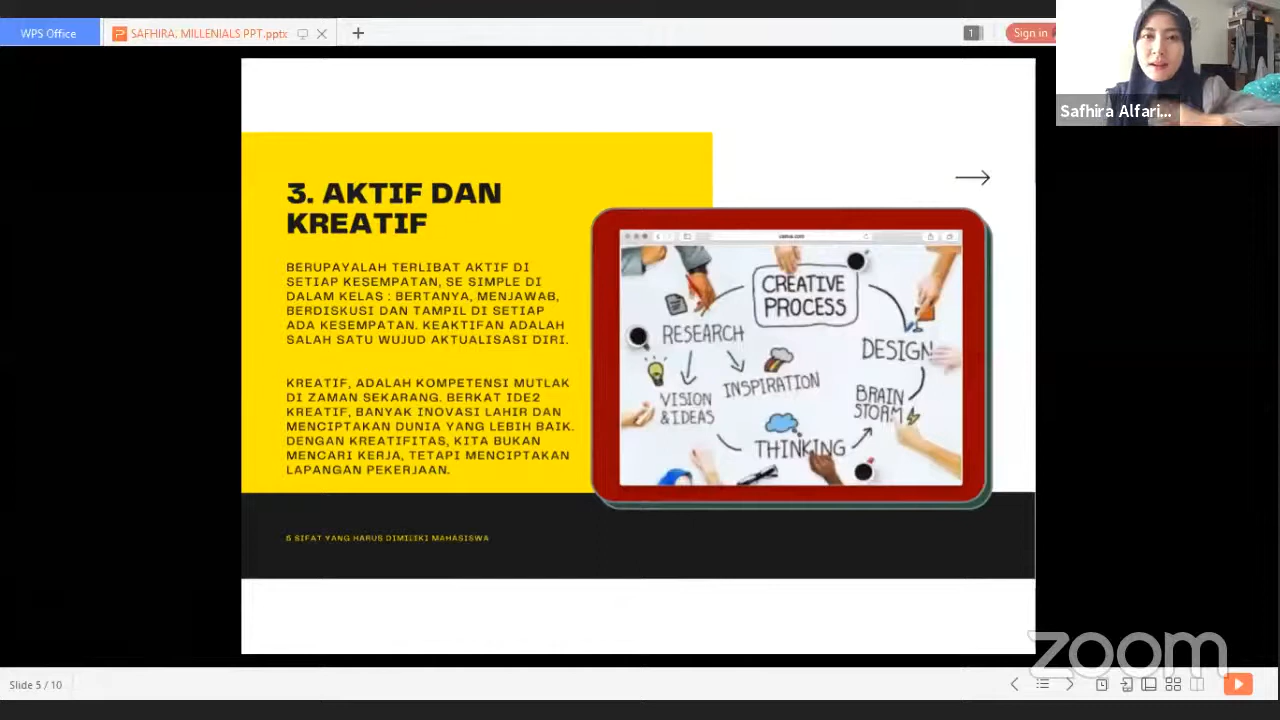 WPS Office
SAFHIRA, MILLENIALS PPT.pptx
1
Sign in
Safhira Alfari...
3. AKTIF DAN
KREATIF
BERUPAYALAH TERLIBAT AKTIF DI
SETIAP KESEMPATAN, SE SIMPLE DI
DALAM KELAS : BERTANYA, MENJAWAB,
BERDISKUSI DAN TAMPIL DI SETIAP
ADA KESEMPATAN. KEAKTIFAN ADALAH
SALAH SATU WUJUD AKTUALISASI DIRI.
KREATIF, ADALAH KOMPETENSI MUTLAK
DI ZAMAN SEKARANG. BERKAT IDE2
KREATIF, BANYAK INOVASI LAHIR DAN
MENCIPTAKAN DUNIA YANG LEBIH BAIK.
DENGAN KREATIFITAS, KITA BUKAN
MENCARI KERJA, TETAPI MENCIPTAKAN
LAPANGAN PEKERJAAN.
CREATIVE
PROCESS
RESEARCH
DESIGN
INSPIRATION
VISION
& IDEAS
BRAIN
STORM
THINKING
SIFAT YANG HARUS DIMILIKI MAHASISWA
zoom
Slide 5 / 10